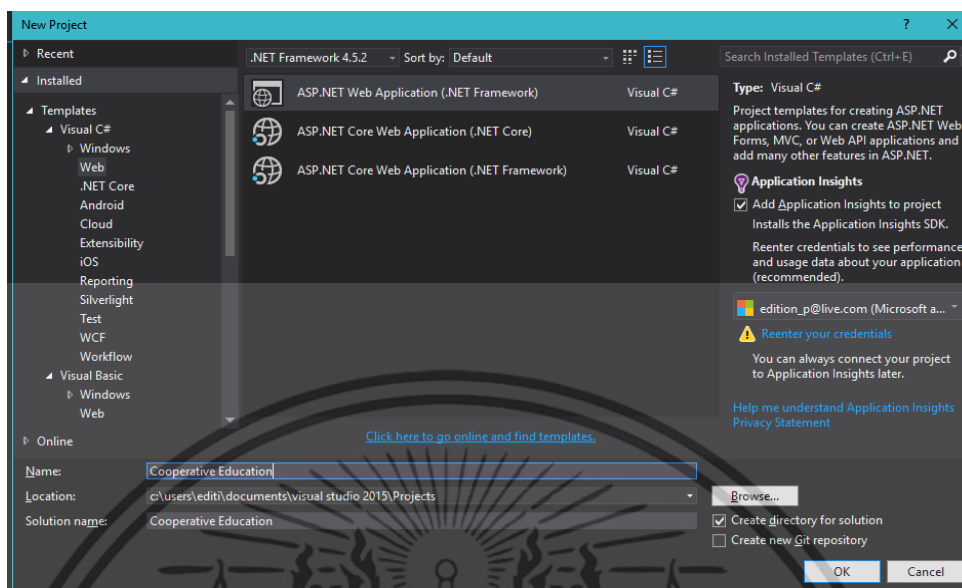 New Project
? ×
Recent
.NET Framework 4.5.2
Sort by: Default
Search Installed Templates (Ctrl+E)
Installed
Templates
Visual C#
Windows
Web
.NET Core
Android
Cloud
Extensibility
iOS
Reporting
Silverlight
Test
WCF
Workflow
Visual Basic
Windows
Web
Online
ASP.NET Web Application (.NET Framework) Visual C#
ASP.NET Core Web Application (.NET Core) Visual C#
ASP.NET Core Web Application (.NET Framework) Visual C#
Click here to go online and find templates.
Type: Visual C#
Project templates for creating ASP.NET
applications. You can create ASP.NET Web
Forms, MVC, or Web API applications and
add many other features in ASP.NET.
Application Insights
Add Application Insights to project
Installs the Application Insights SDK.
Reenter credentials to see performance
and usage data about your application
(recommended).
edition_p@live.com (Microsoft a...
Reenter your credentials
You can always connect your project
to Application Insights later.
Help me understand Application Insights
Privacy Statement
Name: Cooperative Education
Location: c:\users\editi\documents\visual studio 2015\Projects
Browse...
Solution name: Cooperative Education
Create directory for solution
Create new Git repository
OK Cancel